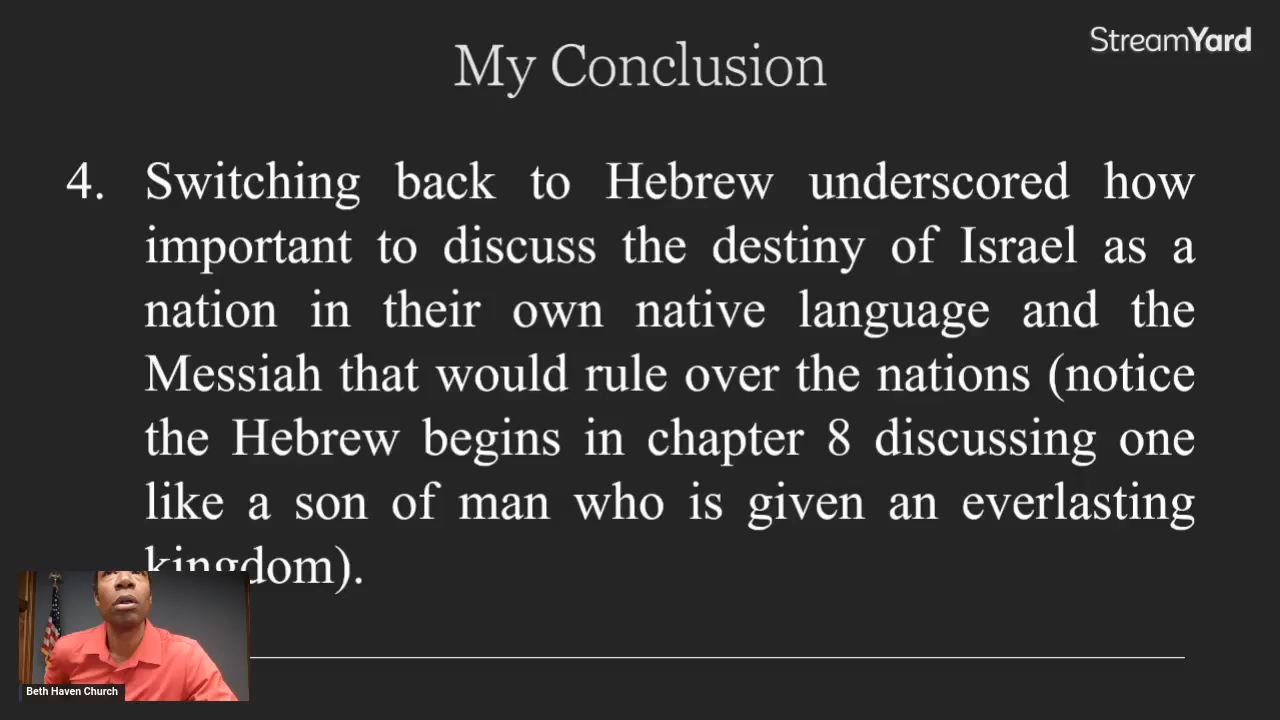 StreamYard
My Conclusion
4. Switching back to Hebrew underscored how
important to discuss the destiny of Israel as a
nation in their own native language and the
Messiah that would rule over the nations (notice
the Hebrew begins in chapter 8 discussing one
like a son of man who is given an everlasting
kingdom).
Beth Haven Church